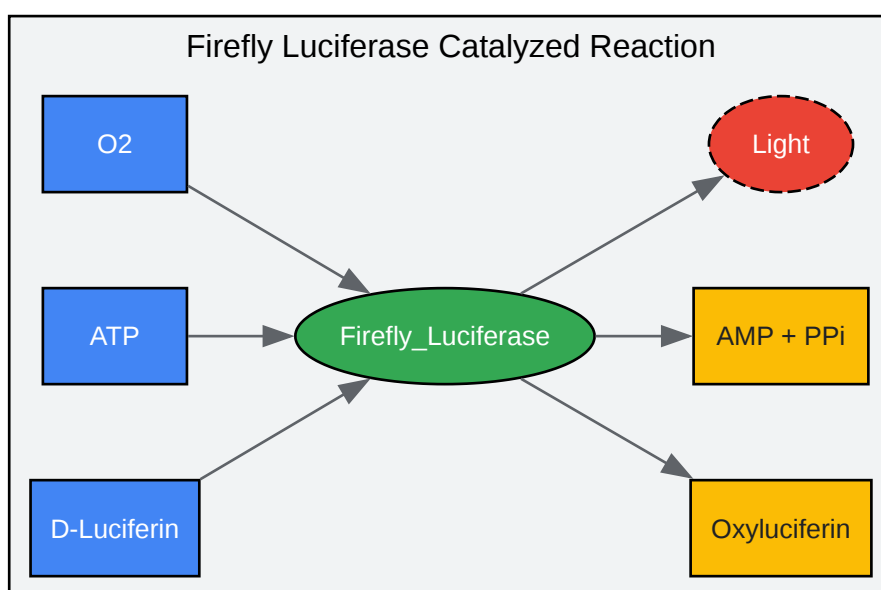 Firefly Luciferase Catalyzed Reaction
O2
Light
ATP
Firefly_Luciferase
AMP + PPi
D-Luciferin
Oxyluciferin